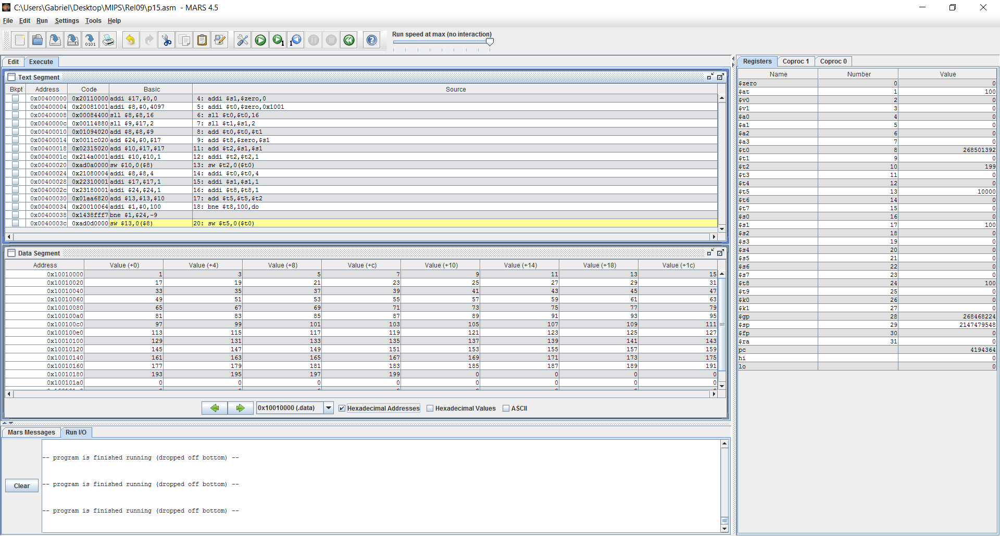 C:\Users\Gabriel\Desktop\MIPS\Rel09\p15.asm - MARS 4.5
File Edit Run Settings Tools Help
Run speed at max (no interaction)
Edit Execute
Text Segment
Bkpt Address Code Basic Source
0x00400000 0x20110000 addi $17,$0,0 4: addi $s1,$zero,0
0x00400004 0x20081001 addi $8,$0,4097 5: addi $t0,$zero,0x1001
0x00400008 0x00084400 sll $8,$8,16 6: sll $t0,$t0,16
0x0040000c 0x00114880 sll $9,$17,2 7: sll $t1,$s1,2
0x00400010 0x01094020 add $8,$8,$9 8: add $t0,$t0,$t1
0x00400014 0x0011c020 add $24,$0,$17 9: add $t8,$zero,$s1
0x00400018 0x02315020 add $10,$17,$17 11: add $t2,$s1,$s1
0x0040001c 0x214a0001 addi $10,$10,1 12: addi $t2,$t2,1
0x00400020 0xad0a0000 sw $10,0($8) 13: sw $t2,0($t0)
0x00400024 0x21080004 addi $8,$8,4 14: addi $t0,$t0,4
0x00400028 0x22310001 addi $17,$17,1 15: addi $s1,$s1,1
0x0040002c 0x23180001 addi $24,$24,1 16: addi $t8,$t8,1
0x00400030 0x01aa6820 add $13,$13,$10 17: add $t5,$t5,$t2
0x00400034 0x20010064 addi $1,$0,100 18: bne $t8,100,do
0x00400038 0x1438fff7 bne $1,$24,-9
0x0040003c 0xad0d0000 sw $13,0($8) 20: sw $t5,0($t0)
Data Segment
Address Value (+0) Value (+4) Value (+8) Value (+c) Value (+10) Value (+14) Value (+18) Value (+1c)
0x10010000 1 3 5 7 9 11 13 15
0x10010020 17 19 21 23 25 27 29 31
0x10010040 33 35 37 39 41 43 45 47
0x10010060 49 51 53 55 57 59 61 63
0x10010080 65 67 69 71 73 75 77 79
0x100100a0 81 83 85 87 89 91 93 95
0x100100c0 97 99 101 103 105 107 109 111
0x100100e0 113 115 117 119 121 123 125 127
0x10010100 129 131 133 135 137 139 141 143
0x10010120 145 147 149 151 153 155 157 159
0x10010140 161 163 165 167 169 171 173 175
0x10010160 177 179 181 183 185 187 189 191
0x10010180 193 195 197 199 0 0 0 0
0x100101a0 0 0 0 0 0 0 0 0
0x10010000 (.data) Hexadecimal Addresses Hexadecimal Values ASCII
Mars Messages Run I/O
-- program is finished running (dropped off bottom) --
-- program is finished running (dropped off bottom) --
-- program is finished running (dropped off bottom) --
Clear
Registers Coproc 1 Coproc 0
Name Number Value
$zero 0 0
$at 1 100
$v0 2 0
$v1 3 0
$a0 4 0
$a1 5 0
$a2 6 0
$a3 7 0
$t0 8 268501392
$t1 9 0
$t2 10 199
$t3 11 0
$t4 12 0
$t5 13 10000
$t6 14 0
$t7 15 0
$s0 16 0
$s1 17 100
$s2 18 0
$s3 19 0
$s4 20 0
$s5 21 0
$s6 22 0
$s7 23 0
$t8 24 100
$t9 25 0
$k0 26 0
$k1 27 0
$gp 28 268468224
$sp 29 2147479548
$fp 30 0
$ra 31 0
pc 4194364
hi 0
lo 0